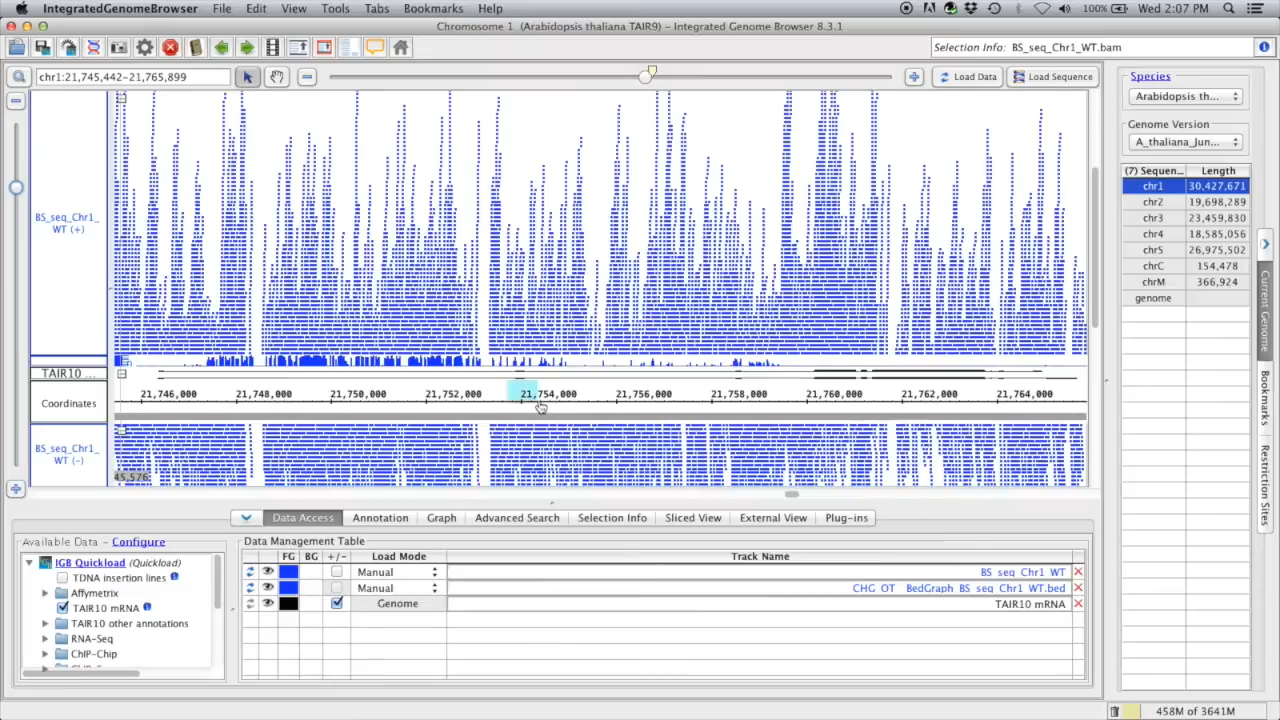 IntegratedGenomeBrowser File Edit View Tools Tabs Bookmarks Help 100% Wed 2:07 PM
Chromosome 1 (Arabidopsis thaliana TAIR9) - Integrated Genome Browser 8.3.1
Selection Info: BS_seq_Chr1_WT.bam
chr1:21,745,442-21,765,899
Load Data
Load Sequence
BS_seq_Chr1_
WT (+)
TAIR10 ...
Coordinates
21,746,000 21,748,000 21,750,000 21,752,000 21,754,000 21,756,000 21,758,000 21,760,000 21,762,000 21,764,000
Species
Arabidopsis th...
Genome Version
A_thaliana_Jun...
(7) Sequen... Length
chr1 427,671
chr2 19,698,289
chr3 459,830
chr4 18,585,056
26,975,502
chrC 154,478
chrM 366,924
genome
Current Genome
Bookmarks
Restriction Sites
Data Access Annotation Graph Advanced Search Selection Info Sliced View External View Plug-ins
Available Data - Configure
IGB Quickload (Quickload)
TDNA insertion lines
Affymetrix
TAIR10 mRNA
TAIR10 other annotations
RNA-Seq
ChIP-Chip
Data Management Table
FG BG +/- Load Mode Track Name
Manual BS_seq_Chr1_WT
Manual CHG_OT__BedGraph_BS_seq_Chr1_WT.bed
Genome TAIR10 mRNA
458M of 3641M